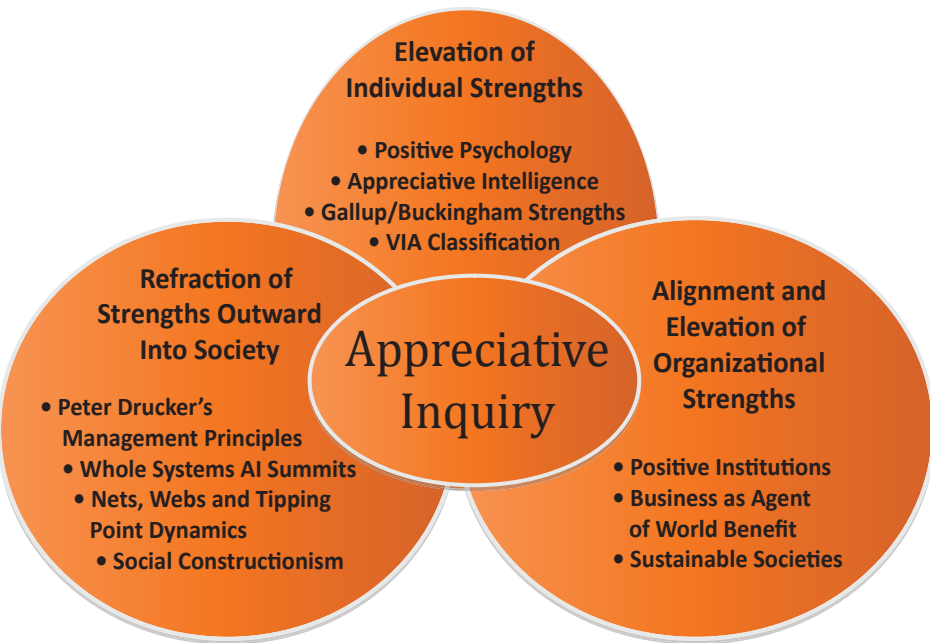 Elevation of
Individual Strengths
• Positive Psychology
• Appreciative Intelligence
• Gallup/Buckingham Strengths
• VIA Classification
Refraction of
Strengths Outward
Into Society
• Peter Drucker's
Management Principles
• Whole Systems AI Summits
• Nets, Webs and Tipping
Point Dynamics
• Social Constructionism
Appreciative
Inquiry
Alignment and
Elevation of
Organizational
Strengths
• Positive Institutions
• Business as Agent
of World Benefit
• Sustainable Societies